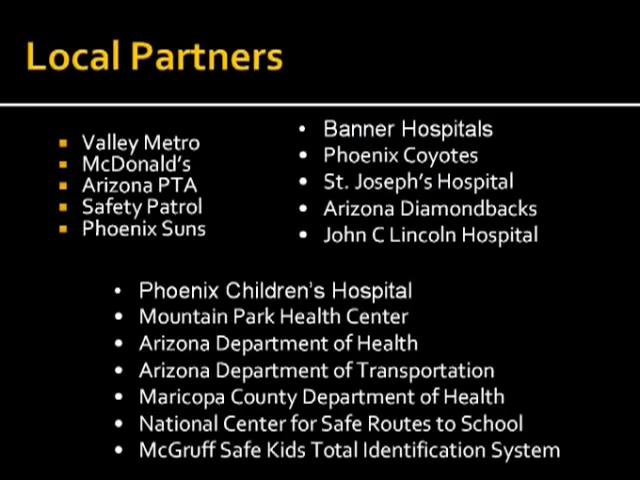 Local Partners
Valley Metro
McDonald's
Arizona PTA
Safety Patrol
Phoenix Suns
• Banner Hospitals
• Phoenix Coyotes
• St. Joseph's Hospital
• Arizona Diamondbacks
• John C Lincoln Hospital
• Phoenix Children's Hospital
• Mountain Park Health Center
• Arizona Department of Health
• Arizona Department of Transportation
• Maricopa County Department of Health
• National Center for Safe Routes to School
• McGruff Safe Kids Total Identification System